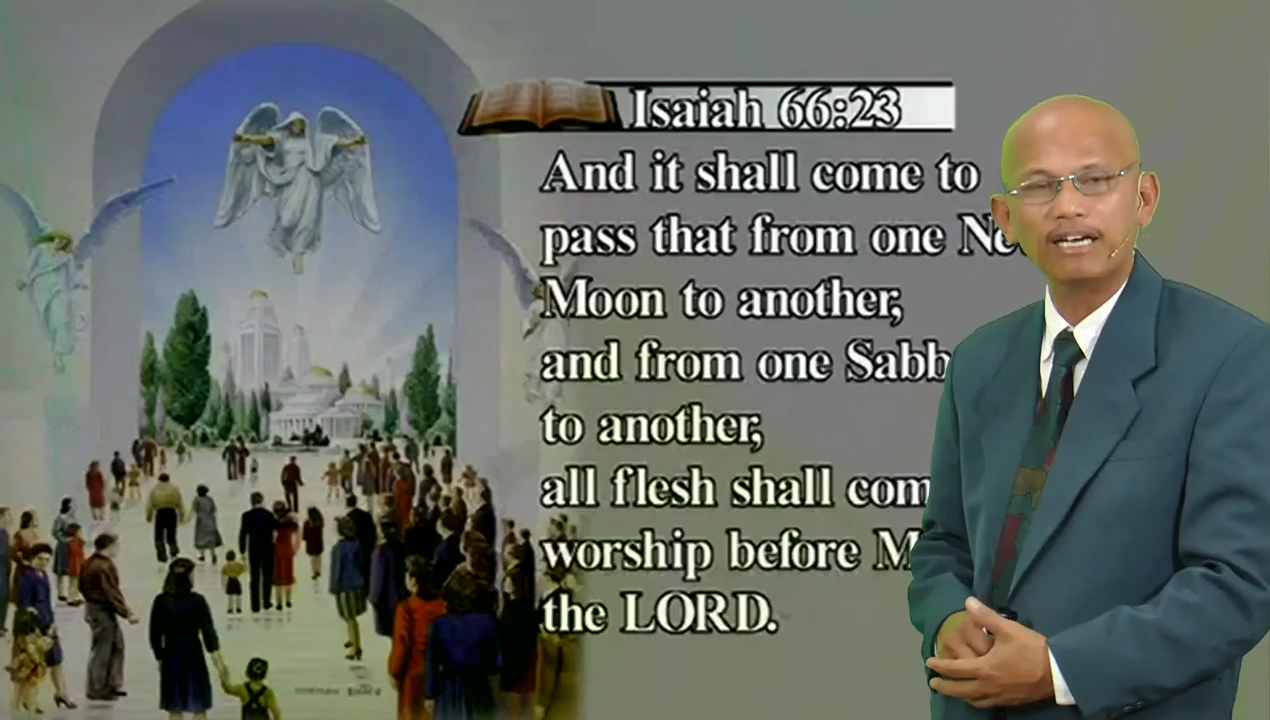 Isaiah 66:23
And it shall come to
pass that from one
Moon to another,
and from one
to another,
all flesh shall
worship before
the LORD.